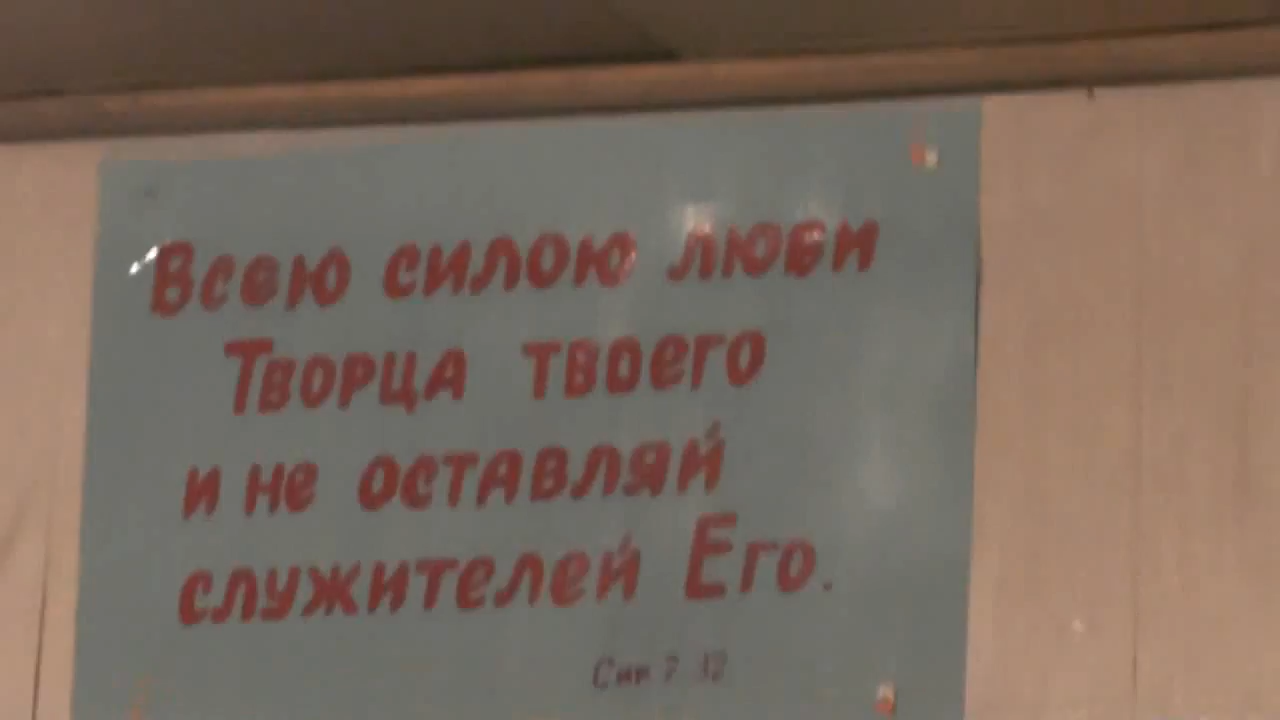 Всею силою люби
Творца твоего
и не оставляй
служителей Его.
Сир 7 32